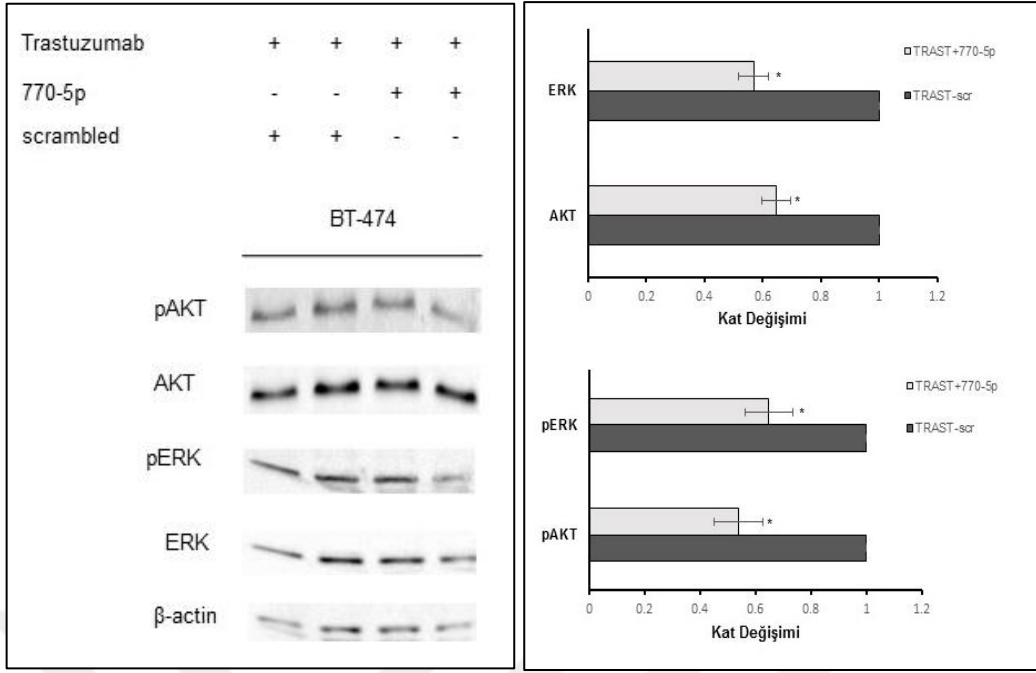 Trastuzumab + + + +
770-5p - - + +
scrambled + + - -
BT-474
pAKT
AKT
pERK
ERK
β-actin
TRAST+770-5p
TRAST-scr
ERK
*
AKT
*
0 0.2 0.4 0.6 0.8 1 1.2
Kat Değişimi
TRAST+770-5p
TRAST-scr
pERK
*
pAKT
*
0 0.2 0.4 0.6 0.8 1 1.2
Kat Değişimi